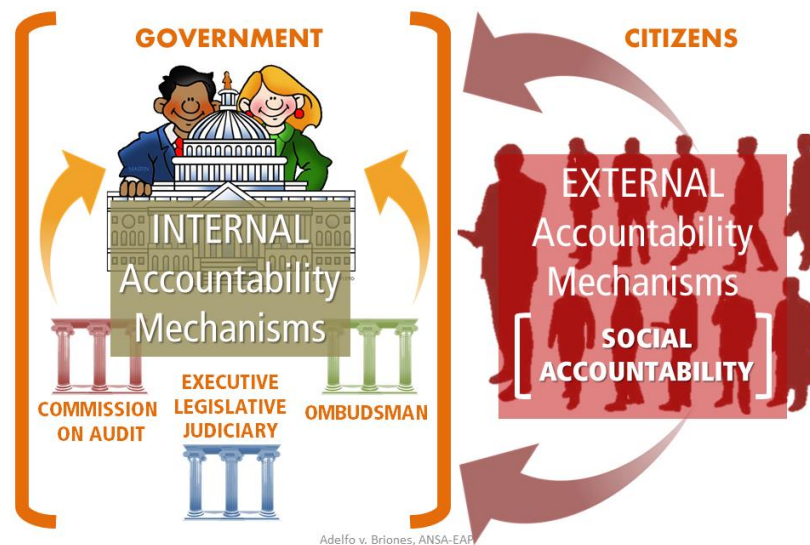 GOVERNMENT
INTERNAL
Accountability
Mechanisms
COMMISSION
ON AUDIT
EXECUTIVE
LEGISLATIVE
JUDICIARY
OMBUDSMAN
CITIZENS
EXTERNAL
Accountability
Mechanisms
[SOCIAL
ACCOUNTABILITY]
Adelfo v. Briones, ANSA-EAP